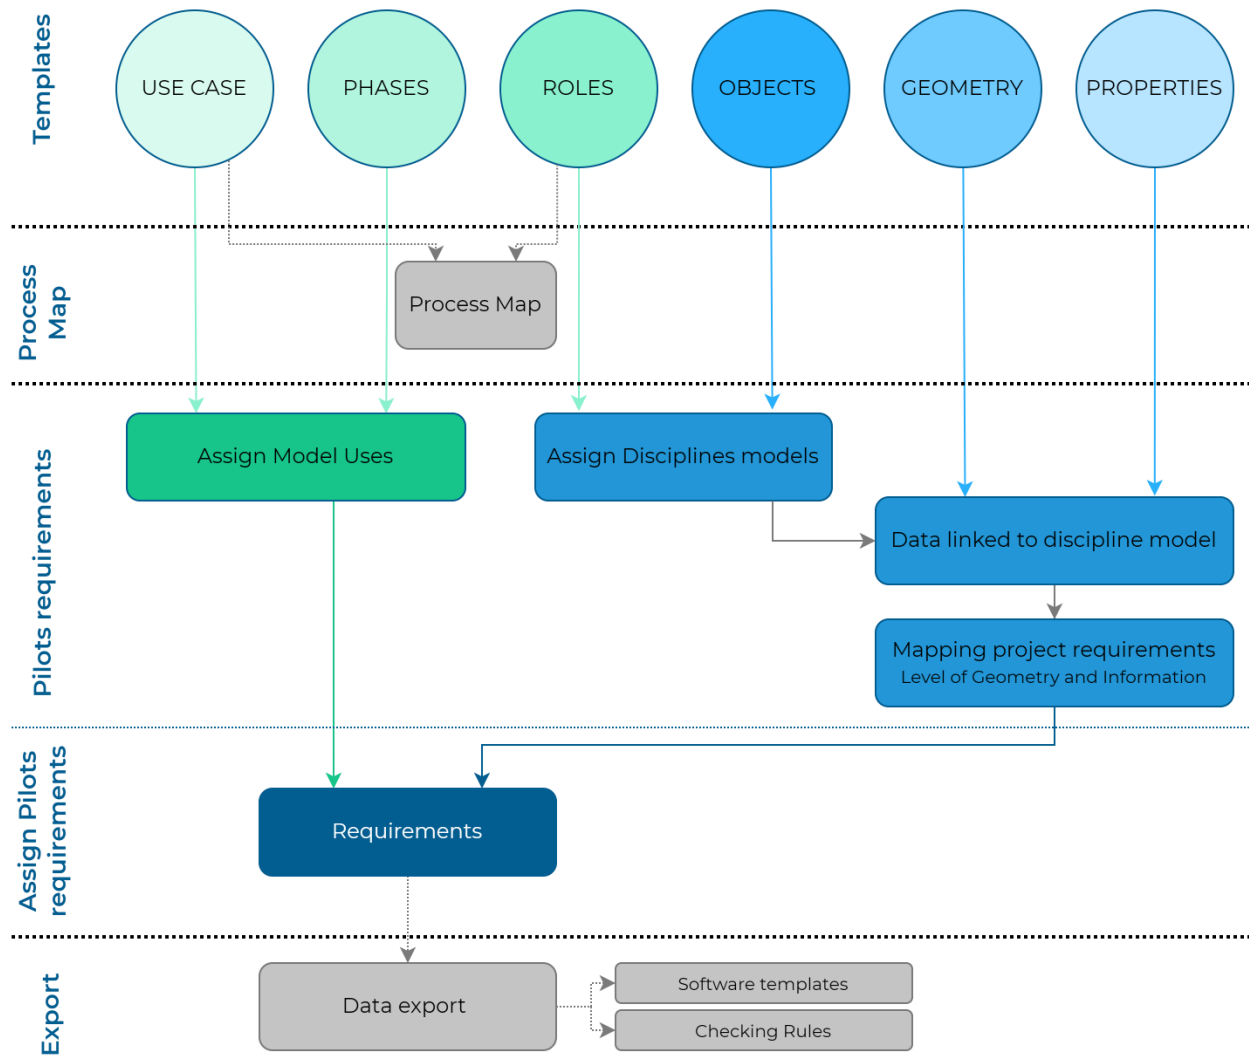 Templates
USE CASE
PHASES
ROLES
OBJECTS
GEOMETRY
PROPERTIES
Process
Map
Process Map
Pilots requirements
Assign Model Uses
Assign Disciplines models
Data linked to discipline model
Mapping project requirements
Level of Geometry and Information
Assign Pilots
requirements
Requirements
Export
Data export
Software templates
Checking Rules